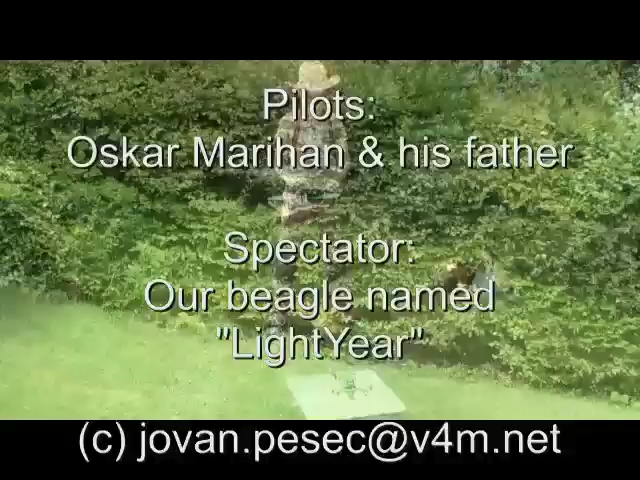 Pilots:
Oskar Marihan & his father
Spectator:
Our beagle named
"LightYear"
(c) jovan.pesec@v4m.net